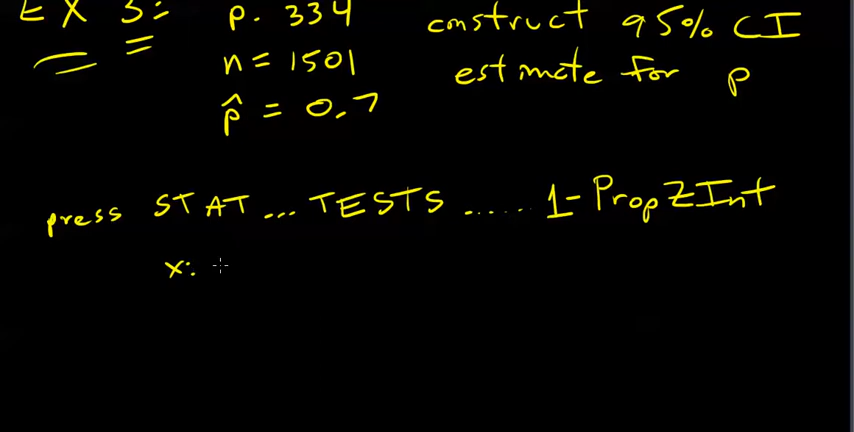 EX 3:
p. 334
n = 1501
p̂ = 0.7
construct 95% CI
estimate for p
press STAT... TESTS ...... 1-PropZInt
x: